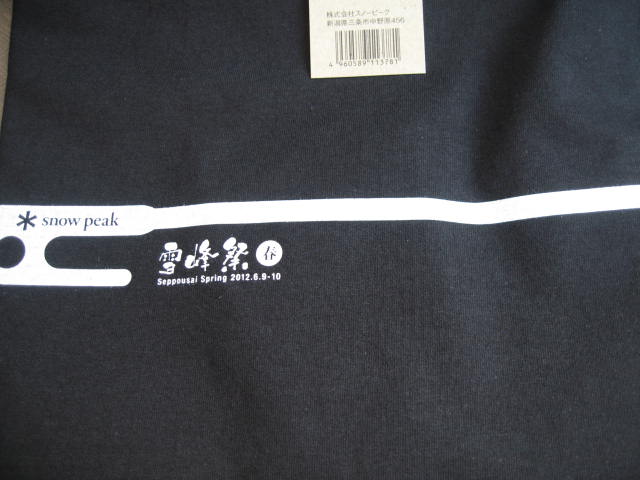 株式会社スノーピーク
新潟県三条市中野原456
4 960589 113781
snow peak
雪峰祭 春
Seppousai Spring 2012.6.9-10